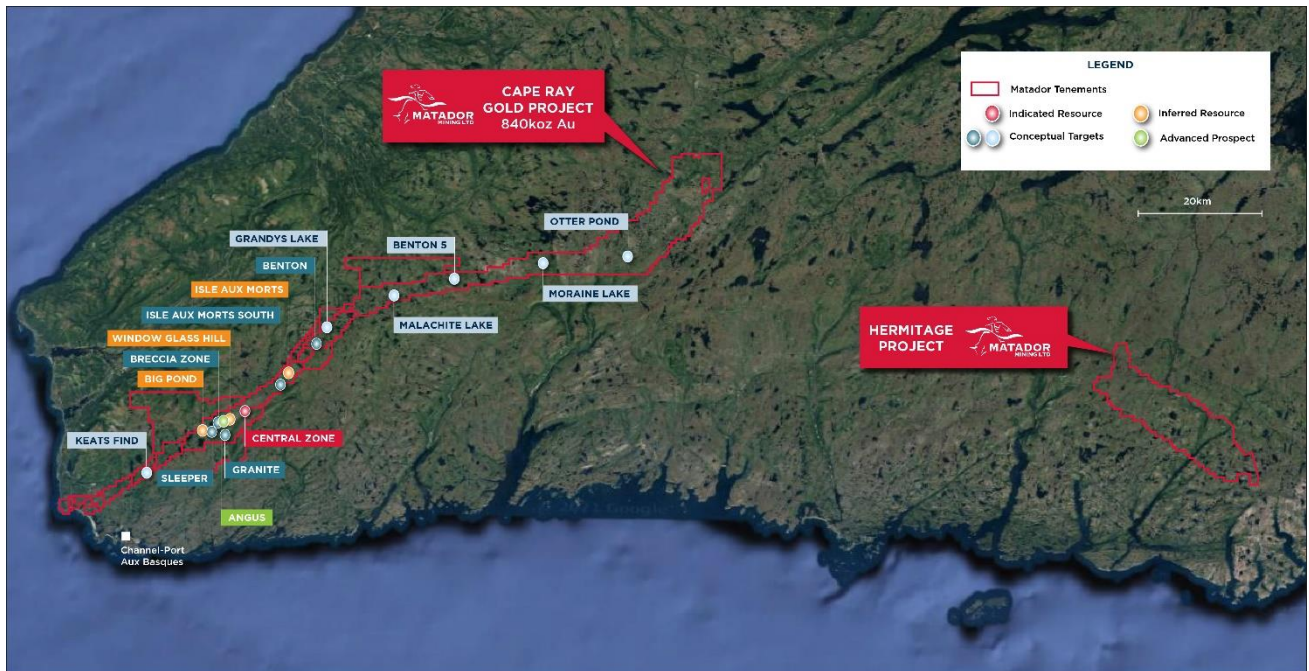 MATADOR
MINING LTD
CAPE RAY
GOLD PROJECT
840koz Au
LEGEND
Matador Tenements
Indicated Resource
Inferred Resource
Conceptual Targets
Advanced Prospect
20km
OTTER POND
GRANDYS LAKE
BENTON 5
BENTON
ISLE AUX MORTS
MORAINE LAKE
ISLE AUX MORTS SOUTH
MALACHITE LAKE
WINDOW GLASS HILL
HERMITAGE
PROJECT
MATADOR
MINING LTD
BRECCIA ZONE
BIG POND
KEATS FIND
CENTRAL ZONE
SLEEPER
GRANITE
ANGUS
Channel-Port
Aux Basques